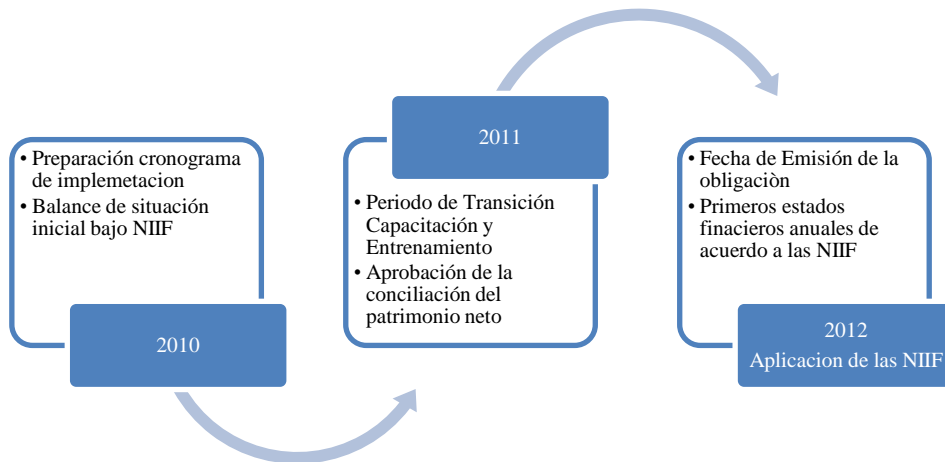 • Preparación cronograma
de implemetacion
• Balance de situación
inicial bajo NIIF
2010
2011
• Periodo de Transición
Capacitación y
Entrenamiento
• Aprobación de la
conciliación del
patrimonio neto
• Fecha de Emisión de la
obligaciòn
• Primeros estados
finacieros anuales de
acuerdo a las NIIF
2012
Aplicacion de las NIIF